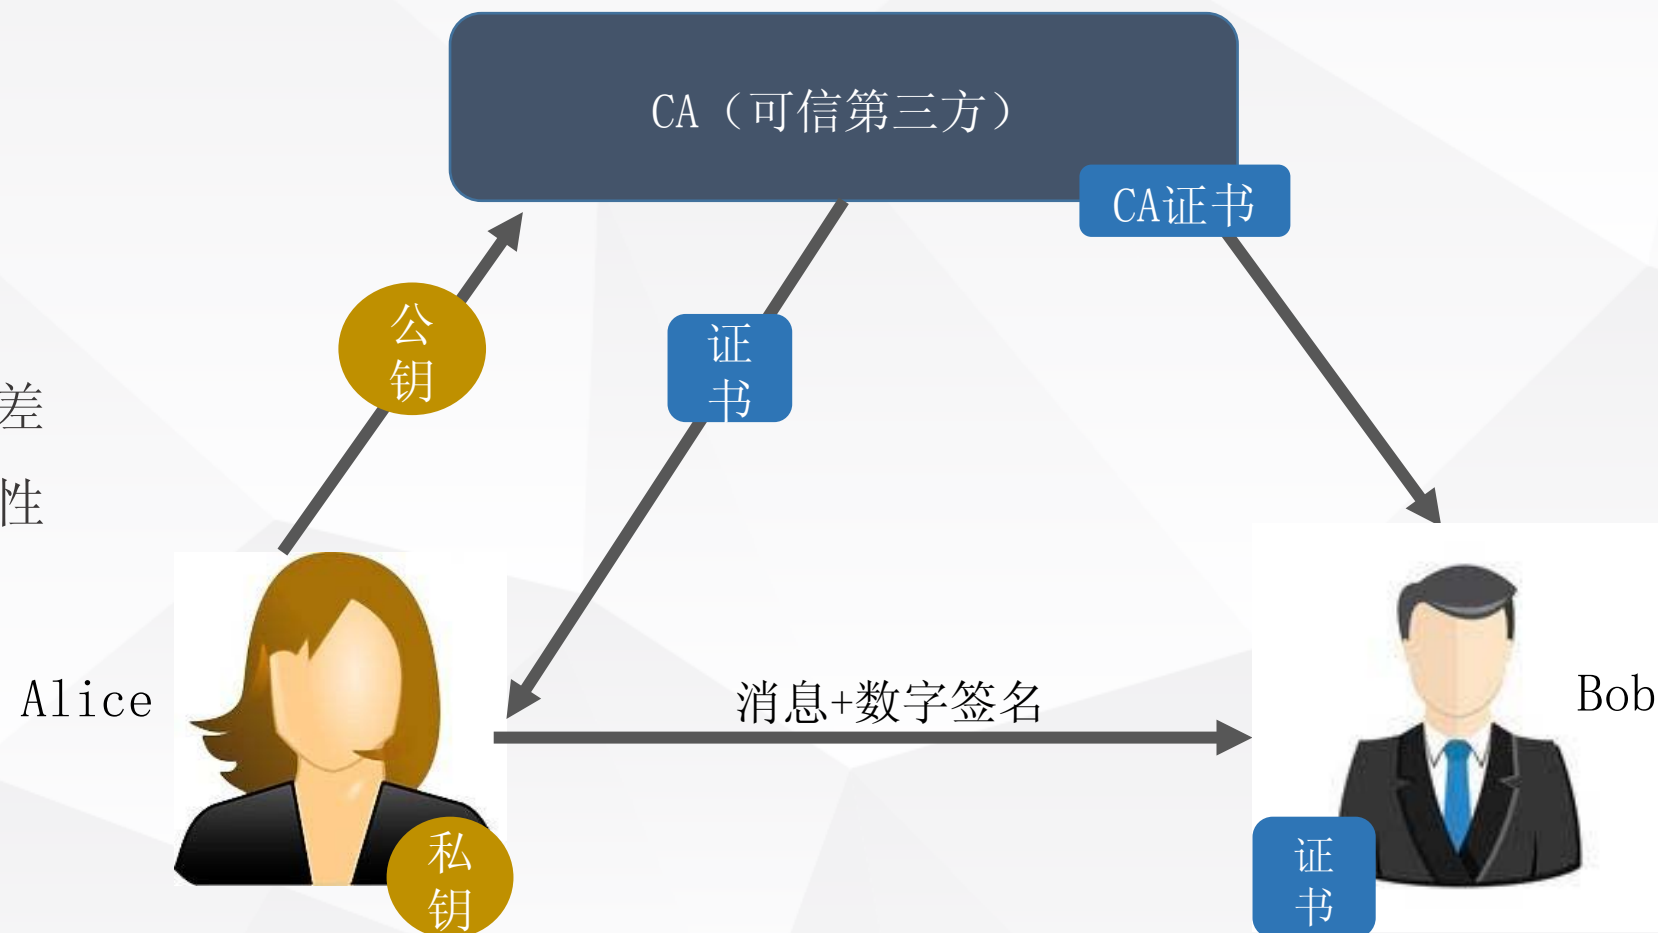 CA（可信第三方）
CA证书
公
钥
证
书
差
性
Alice
消息+数字签名
Bob
私
钥
证
书